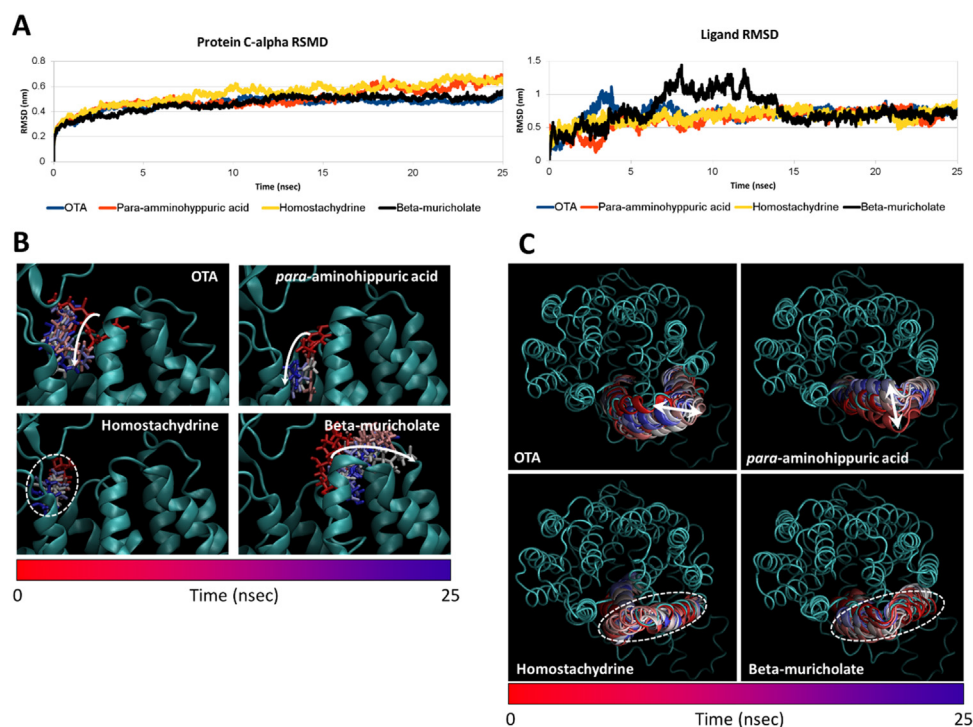 A
Protein C-alpha RSMD
0.8
0.6
0.4
0.2
0
RMSD (nm)
0 5 10 15 20 25
Time (nsec)
OTA Para-amminohyppuric acid Homostachydrine Beta-muricholate
Ligand RMSD
1.5
1
0.5
0
RMSD (nm)
0 5 10 15 20 25
Time (nsec)
OTA Para-amminohyppuric acid Homostachydrine Beta-muricholate
B
OTA
para-aminohippuric acid
Homostachydrine
Beta-muricholate
0 Time (nsec) 25
C
OTA
para-aminohippuric acid
Homostachydrine
Beta-muricholate
0 Time (nsec) 25